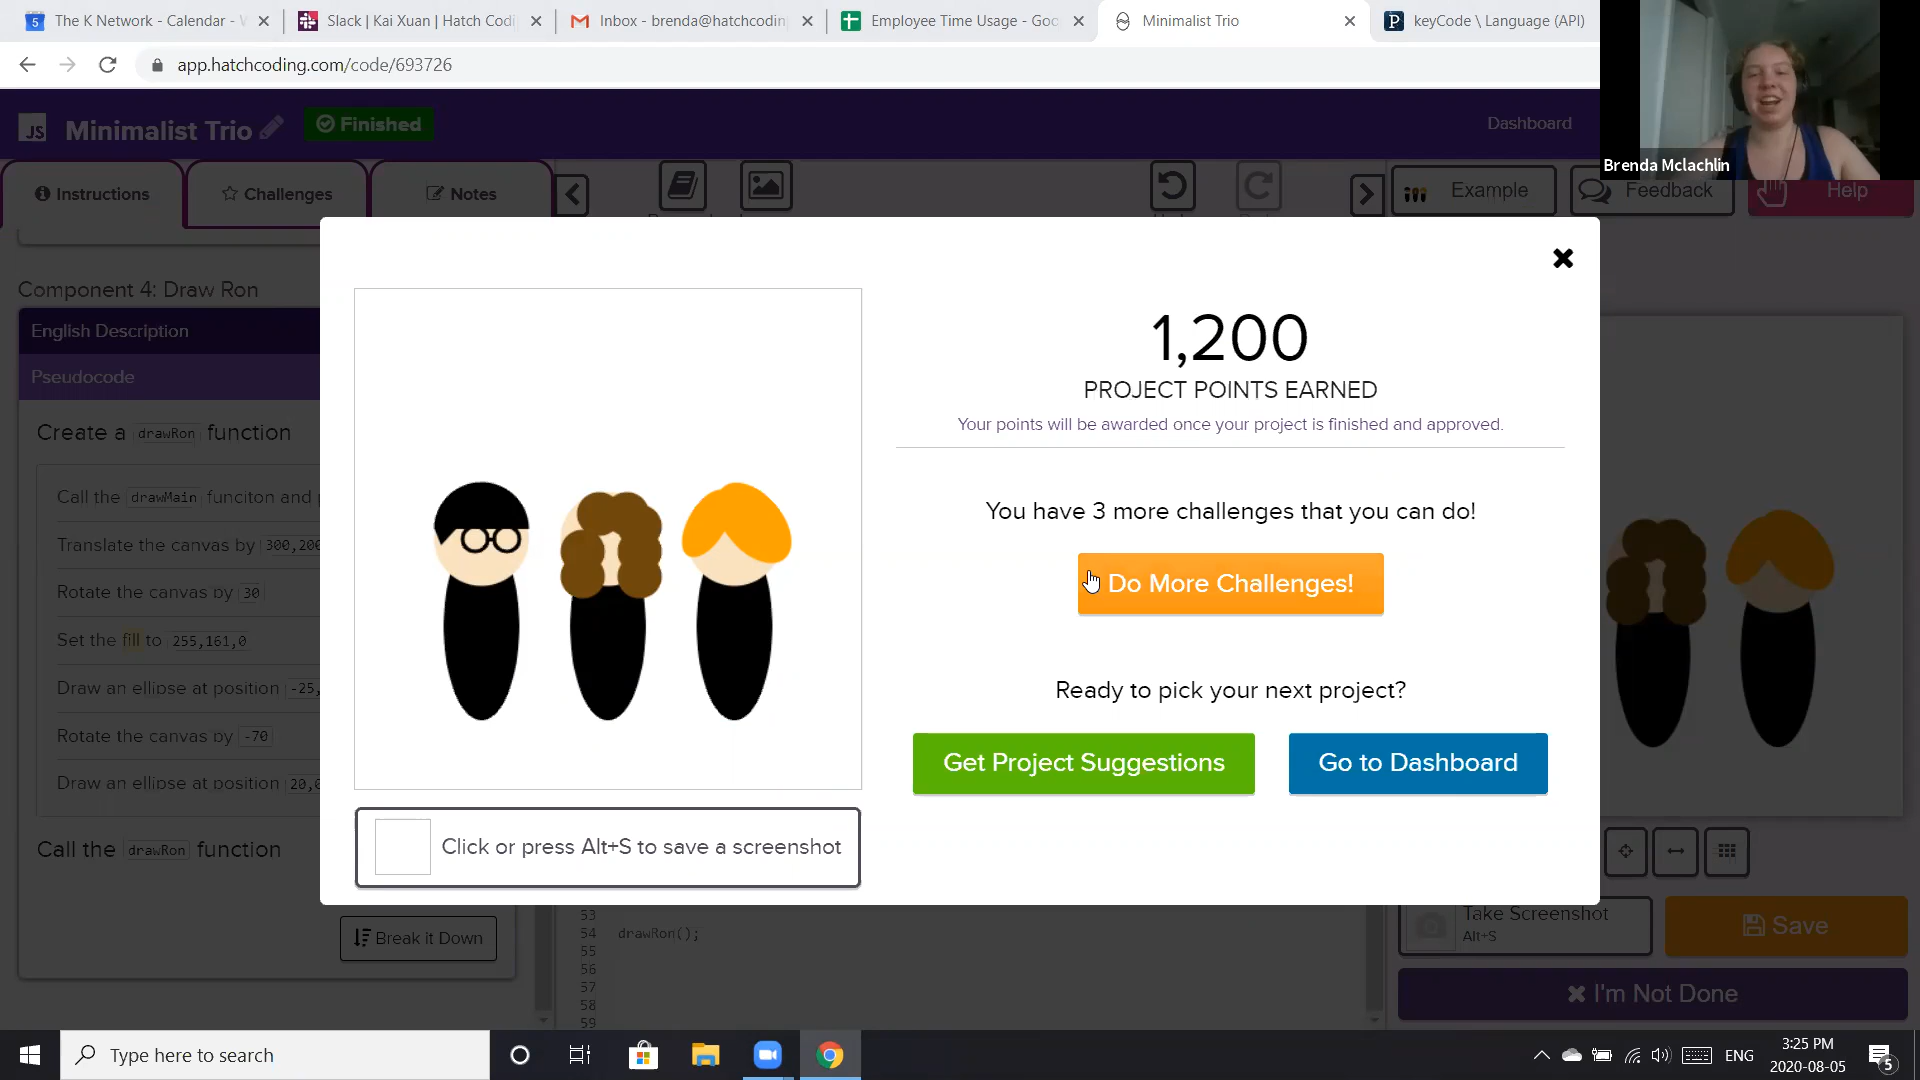 The K Network - Calendar - W
Slack | Kai Xuan | Hatch Codi
Inbox - brenda@hatchcoding
Employee Time Usage - Goo
Minimalist Trio
keyCode \ Language (API)
app.hatchcoding.com/code/693726
JS
Minimalist Trio
Finished
Dashboard
Brenda Mclachlin
Instructions
Challenges
Notes
Example
Feedback
Help
Component 4: Draw Ron
English Description
Pseudocode
Create a drawRon function
Call the drawMain funciton and
Translate the canvas by 300,200
Rotate the canvas by 30
Set the fill to 255,161,0
Draw an ellipse at position -25,
Rotate the canvas by -70
Draw an ellipse at position 20,0
Call the drawRon function
Break it Down
1,200
PROJECT POINTS EARNED
Your points will be awarded once your project is finished and approved.
You have 3 more challenges that you can do!
Do More Challenges!
Ready to pick your next project?
Get Project Suggestions
Go to Dashboard
Click or press Alt+S to save a screenshot
53
54 drawRon();
55
56
57
58
59
Take Screenshot
Alt+S
Save
I'm Not Done
Type here to search
ENG
3:25 PM
2020-08-05
5